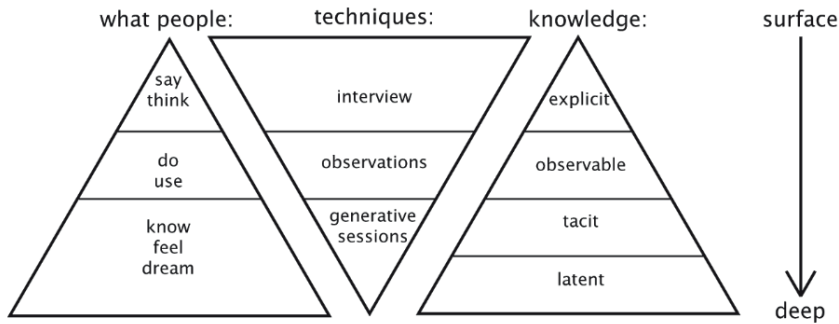 what people:
techniques:
knowledge:
surface
say
think
interview
explicit
do
use
observations
observable
know
feel
dream
generative
sessions
tacit
latent
deep